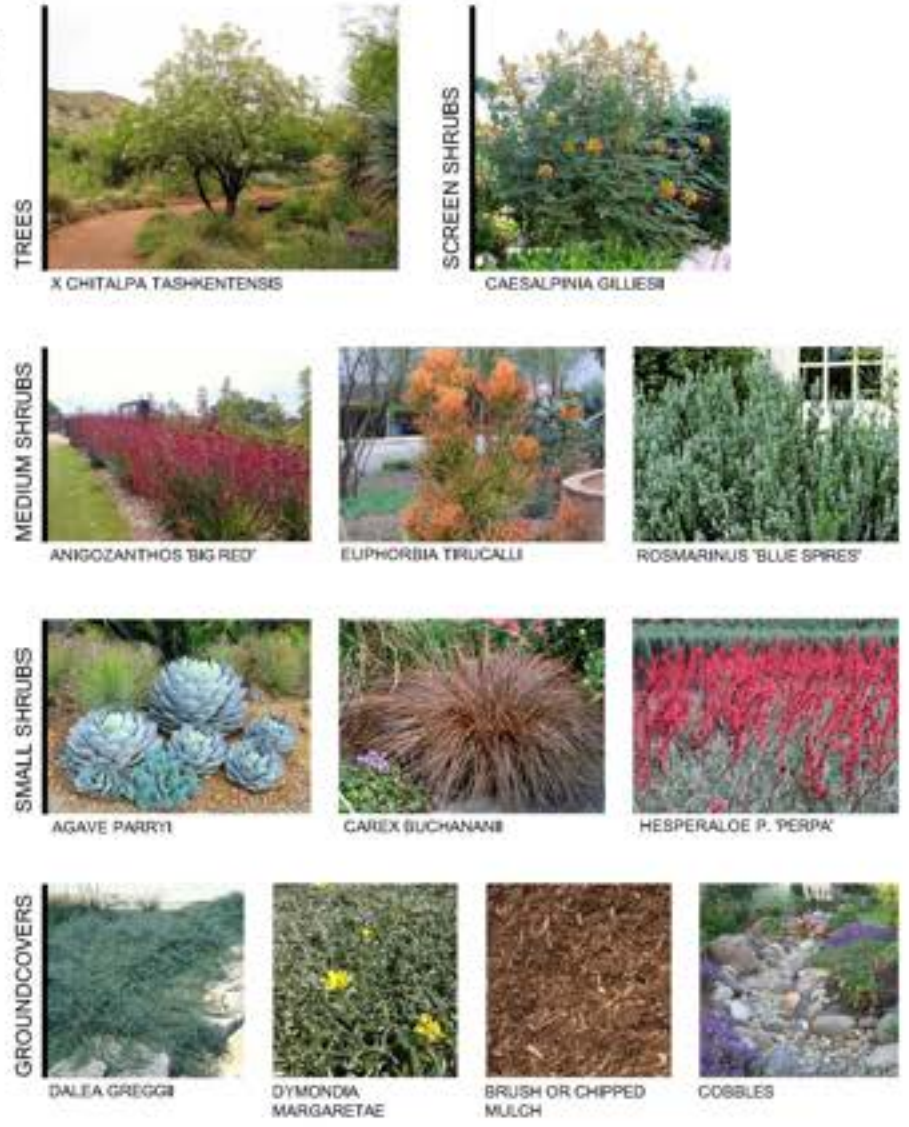 TREES
X CHITALPA TASHKENTENSIS
SCREEN SHRUBS
CAESALPINIA GILLIESII
MEDIUM SHRUBS
ANIGOZANTHOS 'BIG RED'
EUPHORBIA TIRUCALLI
ROSMARINUS 'BLUE SPIRES'
SMALL SHRUBS
AGAVE PARRYI
CAREX BUCHANANII
HESPERALOE P. 'PERPA'
GROUNDCOVERS
DALEA GREGGII
DYMONDIA
MARGARETAE
BRUSH OR CHIPPED
MULCH
COBBLES